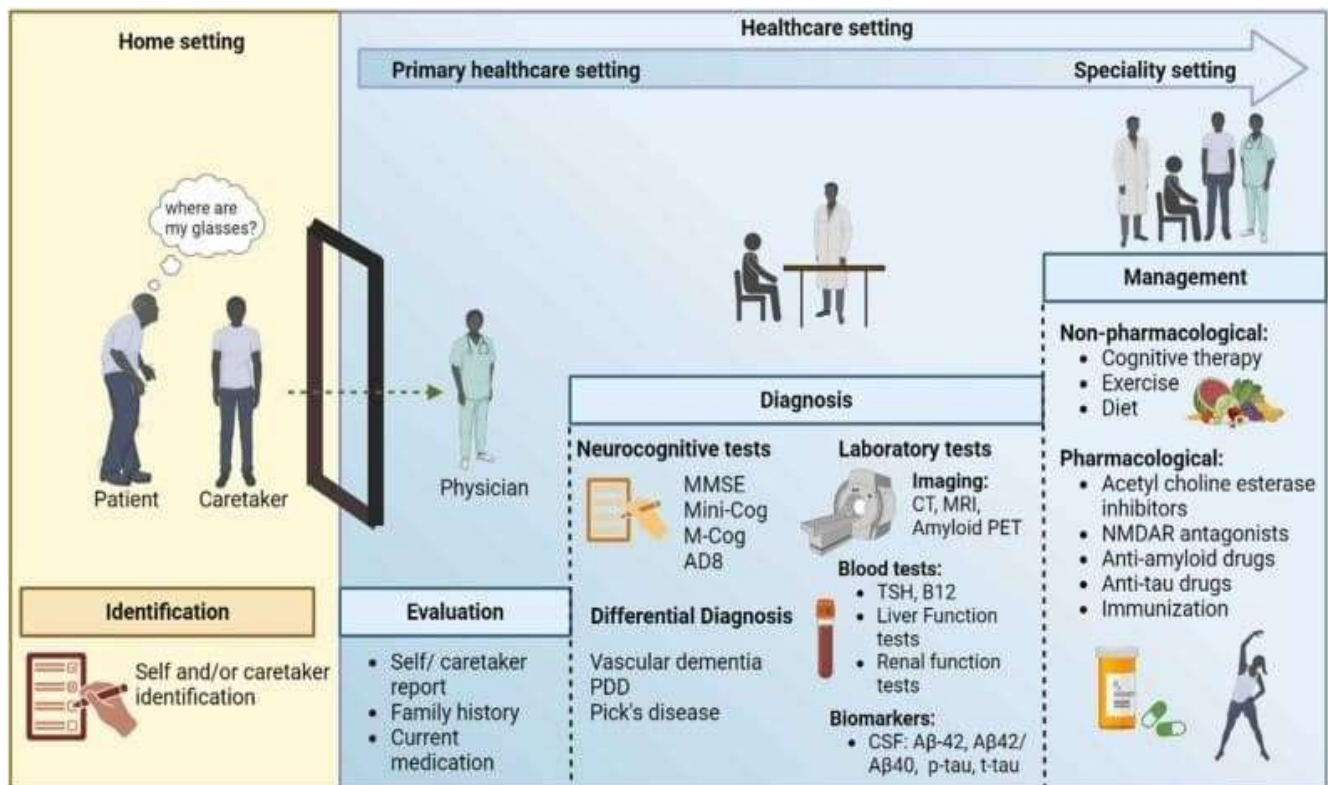 Home setting
Healthcare setting
Primary healthcare setting
Speciality setting
where are
my glasses?
Patient
Caretaker
Physician
Identification
Self and/or caretaker
identification
Evaluation
• Self/ caretaker
report
• Family history
• Current
medication
Diagnosis
Neurocognitive tests
MMSE
Mini-Cog
M-Cog
AD8
Differential Diagnosis
Vascular dementia
PDD
Pick's disease
Laboratory tests
Imaging:
CT, MRI,
Amyloid PET
Blood tests:
• TSH, B12
• Liver Function
tests
• Renal function
tests
Biomarkers:
• CSF: Aβ-42, Aβ42/
Aβ40, p-tau, t-tau
Management
Non-pharmacological:
• Cognitive therapy
• Exercise
• Diet
Pharmacological:
• Acetyl choline esterase
inhibitors
• NMDAR antagonists
• Anti-amyloid drugs
• Anti-tau drugs
• Immunization